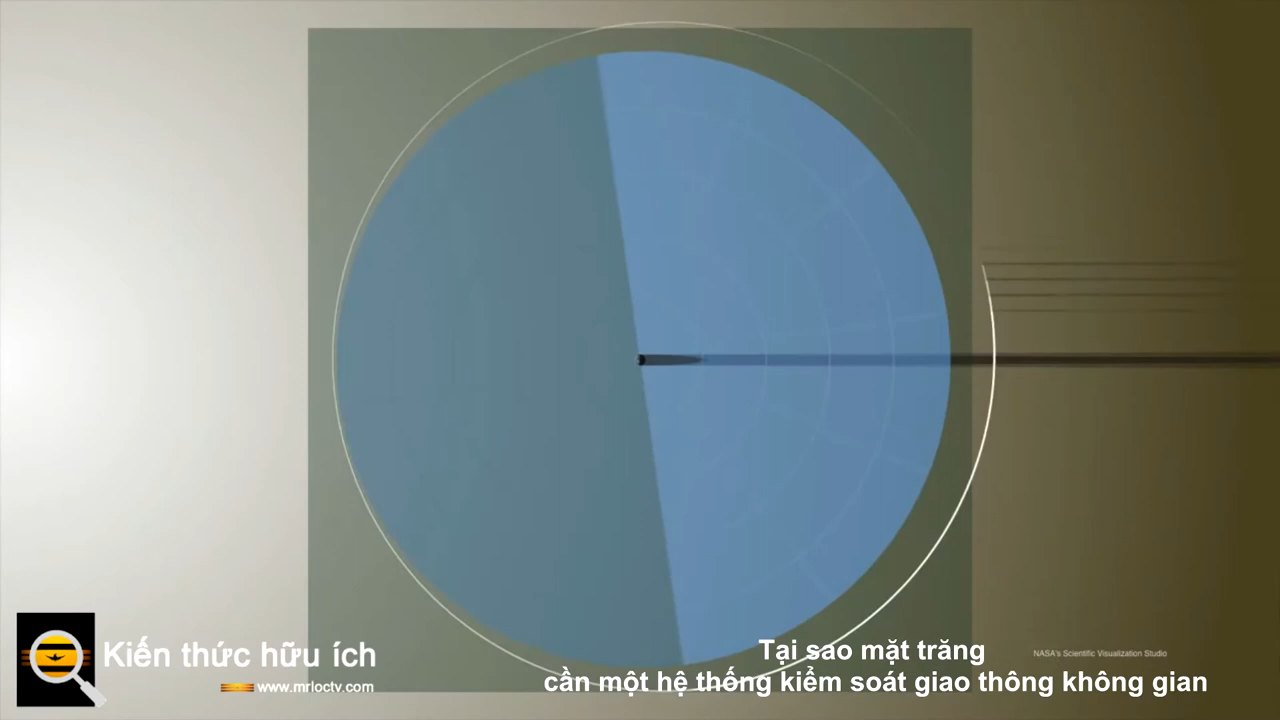 Kiến thức hữu ích
www.mrloctv.com
Tại sao mặt trăng
cần một hệ thống kiểm soát giao thông không gian
NASA's Scientific Visualization Studio